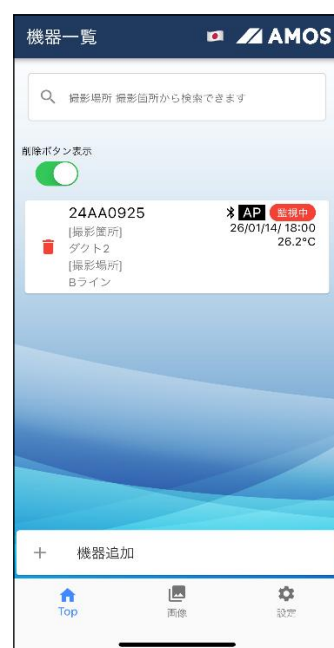 機器一覧
AMOS
撮影場所 撮影箇所から検索できます
削除ボタン表示
24AA0925
AP 監視中
[撮影箇所]
26/01/14/ 18:00
ダクト2
26.2°C
[撮影場所]
Bライン
機器追加
Top
画像
設定